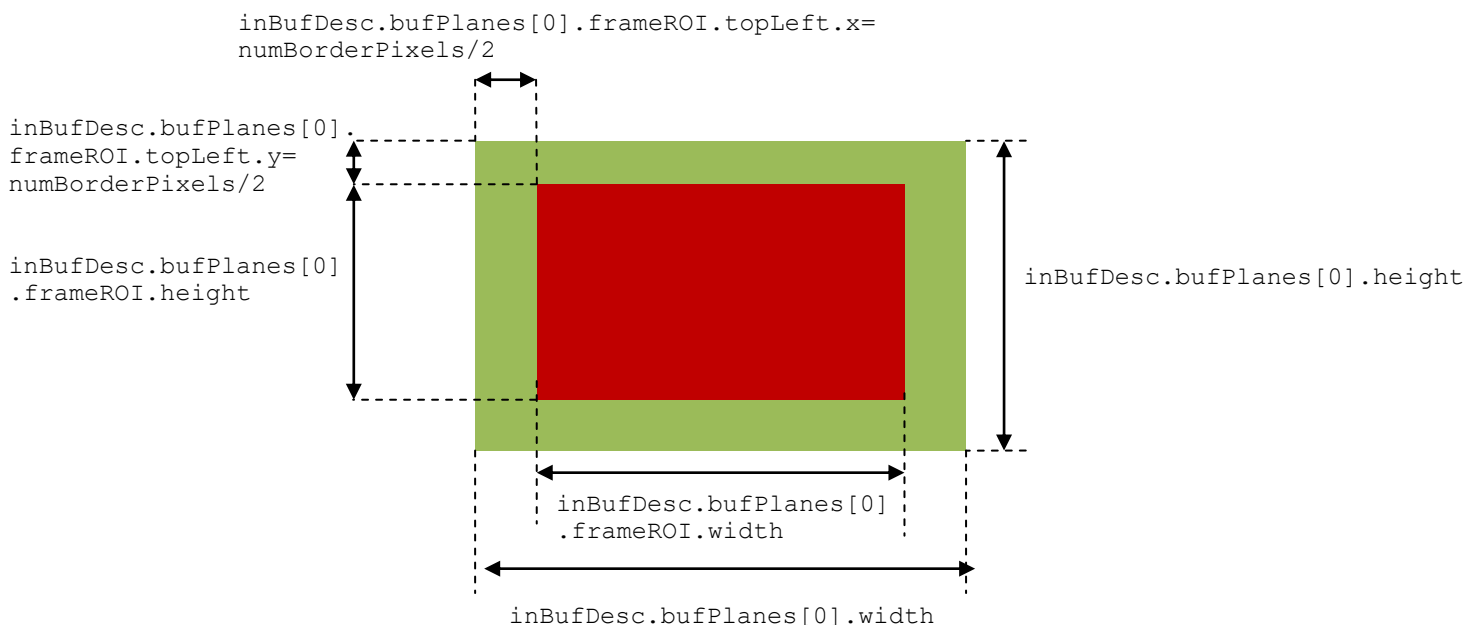 inBufDesc.bufPlanes[0].frameROI.topLeft.x=
numBorderPixels/2
inBufDesc.bufPlanes[0].
frameROI.topLeft.y=
numBorderPixels/2
inBufDesc.bufPlanes[0]
.frameROI.height
inBufDesc.bufPlanes[0].height
inBufDesc.bufPlanes[0]
.frameROI.width
inBufDesc.bufPlanes[0].width